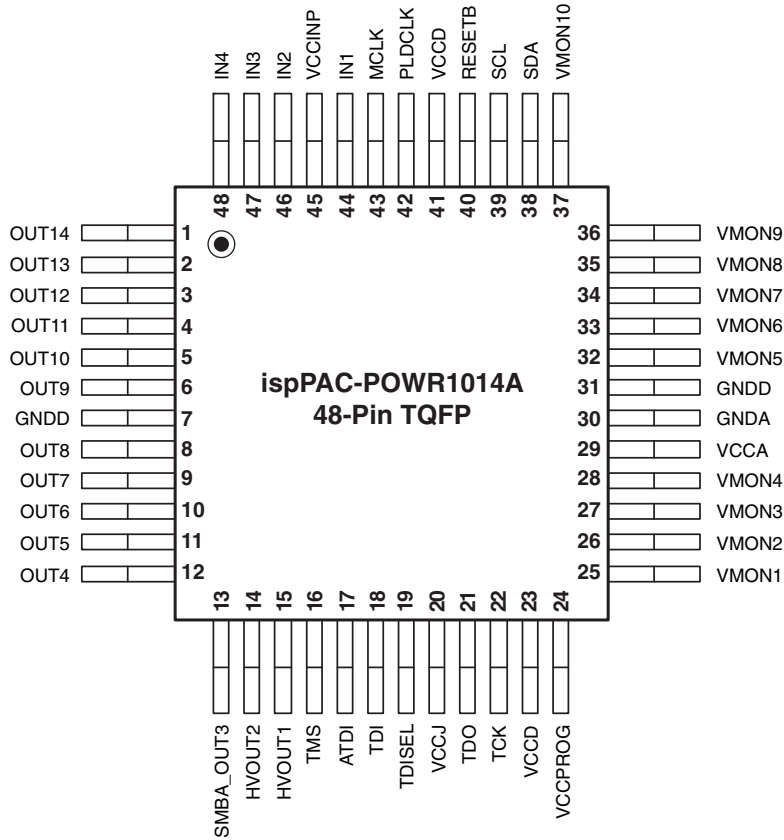 IN4
IN3
IN2
VCCINP
IN1
MCLK
PLDCLK
VCCD
RESETB
SCL
SDA
VMON10
48
47
46
45
44
43
42
41
40
39
38
37
OUT14 1
OUT13 2
OUT12 3
OUT11 4
OUT10 5
OUT9 6
GNDD 7
OUT8 8
OUT7 9
OUT6 10
OUT5 11
OUT4 12
ispPAC-POWR1014A
48-Pin TQFP
36 VMON9
35 VMON8
34 VMON7
33 VMON6
32 VMON5
31 GNDD
30 GNDA
29 VCCA
28 VMON4
27 VMON3
26 VMON2
25 VMON1
13
14
15
16
17
18
19
20
21
22
23
24
SMBA_OUT3
HVOUT2
HVOUT1
TMS
ATDI
TDI
TDISEL
VCCJ
TDO
TCK
VCCD
VCCPROG